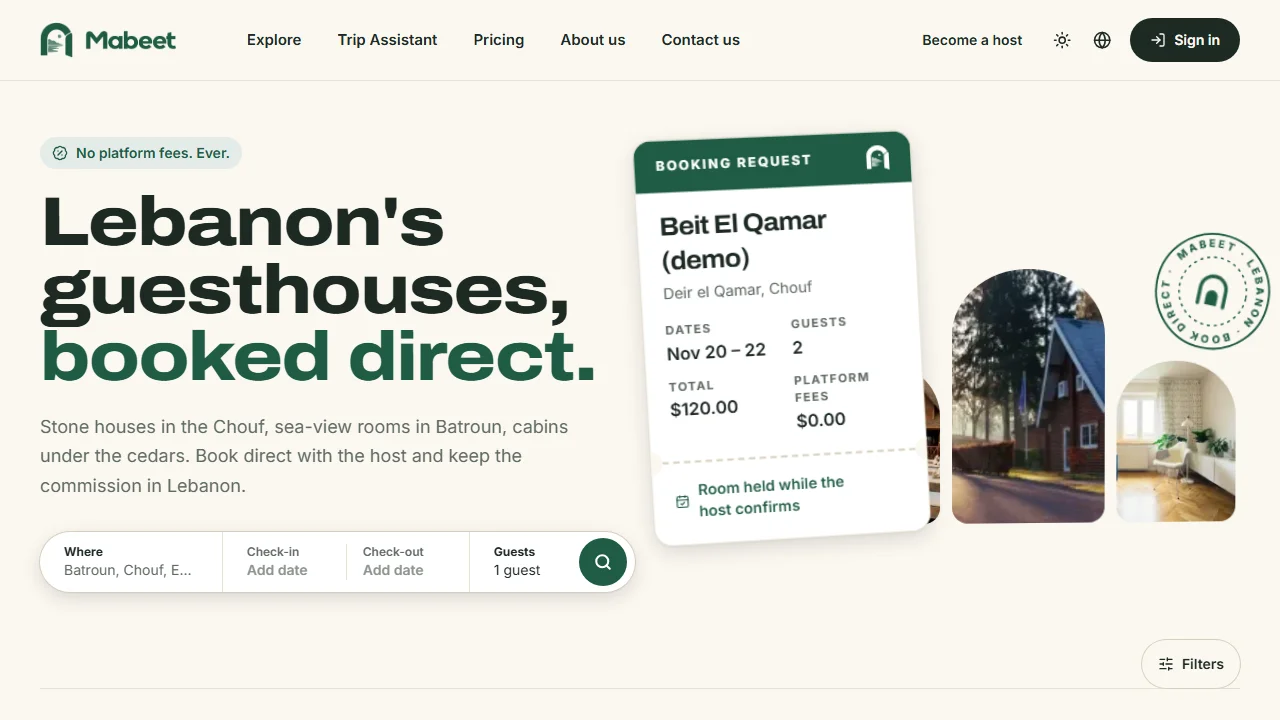 Mabeet
Explore
Trip Assistant
Pricing
About us
Contact us
Become a host
Sign in
No platform fees. Ever.
Lebanon's
guesthouses,
booked direct.
Stone houses in the Chouf, sea-view rooms in Batroun, cabins
under the cedars. Book direct with the host and keep the
commission in Lebanon.
Where
Batroun, Chouf, E...
Check-in
Add date
Check-out
Add date
Guests
1 guest
BOOKING REQUEST
Beit El Qamar
(demo)
Deir el Qamar, Chouf
DATES
Nov 20 – 22
GUESTS
2
TOTAL
$120.00
PLATFORM
FEES
$0.00
Room held while the
host confirms
MABEET · LEBANON · BOOK DIRECT ·
Filters